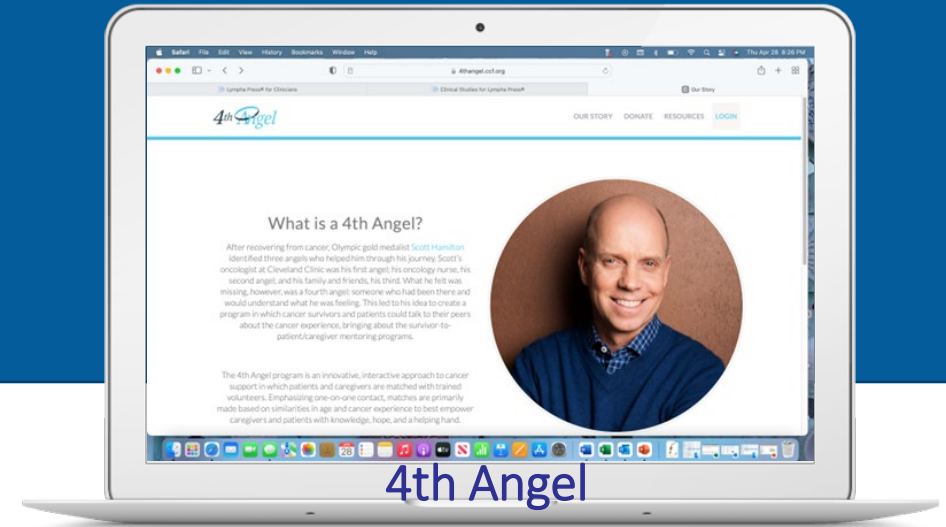 Safari File Edit View History Bookmarks Window Help
Thu Apr 28 8:26 PM
4thangel.ccf.org
Lympha Press® for Clinicians
Clinical Studies for Lympha Press®
Our Story
4th Angel
OUR STORY DONATE RESOURCES LOGIN
What is a 4th Angel?
After recovering from cancer, Olympic gold medalist Scott Hamilton
identified three angels who helped him through his journey. Scott's
oncologist at Cleveland Clinic was his first angel; his oncology nurse, his
second angel; and his family and friends, his third. What he felt was
missing, however, was a fourth angel: someone who had been there and
would understand what he was feeling. This led to his idea to create a
program in which cancer survivors and patients could talk to their peers
about the cancer experience, bringing about the survivor-to-
patient/caregiver mentoring programs.
The 4th Angel program is an innovative, interactive approach to cancer
support in which patients and caregivers are matched with trained
volunteers. Emphasizing one-on-one contact, matches are primarily
made based on similarities in age and cancer experience to best empower
caregivers and patients with knowledge, hope, and a helping hand.
28
4th Angel